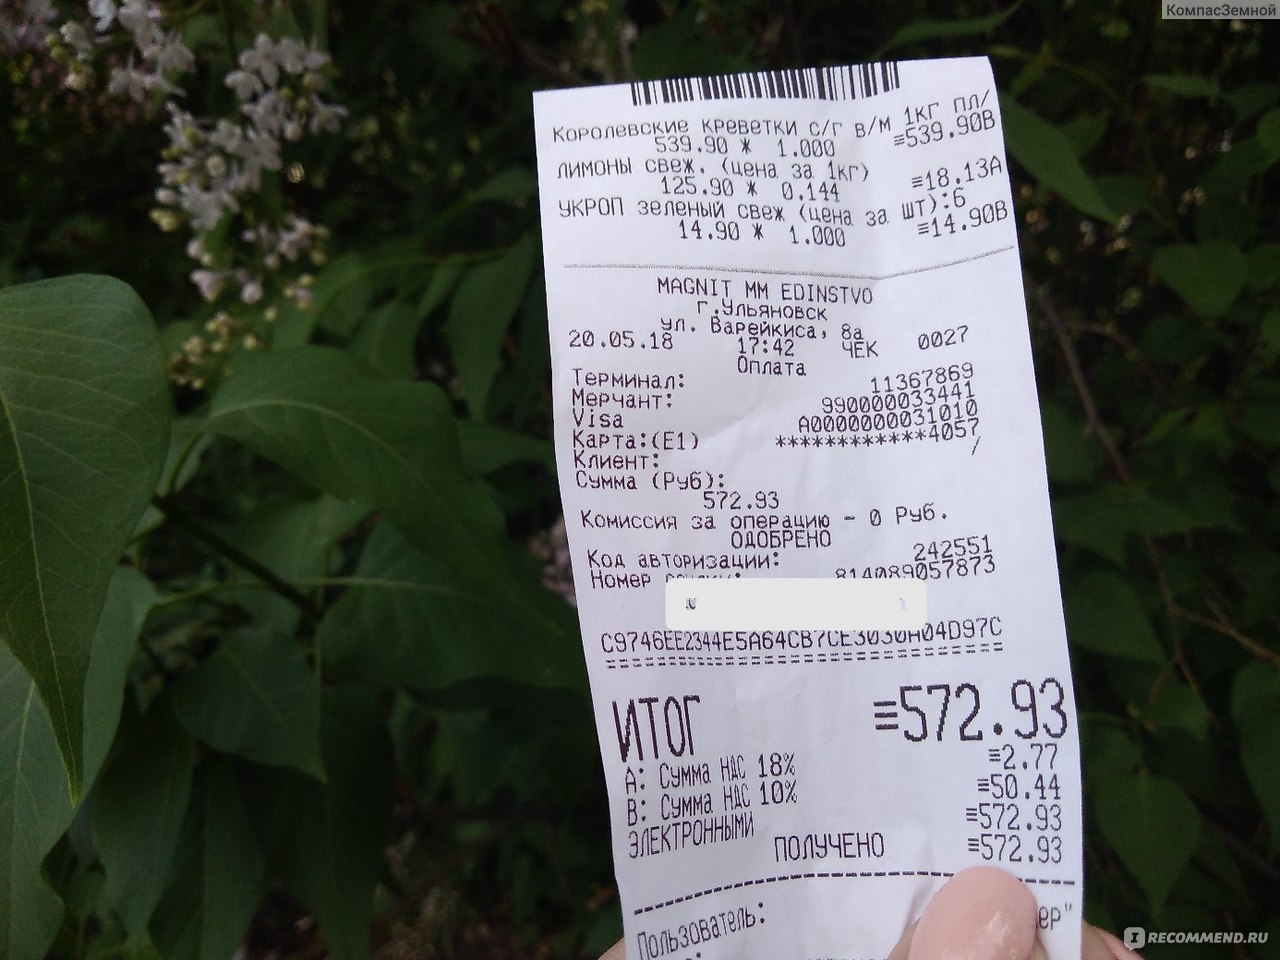 КомпасЗемной
Королевские креветки с/г в/м 1КГ пл/
539.90 * 1.000 ≡539.90В
ЛИМОНЫ свеж. (цена за 1кг)
125.90 * 0.144 ≡18.13А
УКРОП зеленый свеж (цена за шт):6
14.90 * 1.000 ≡14.90В
MAGNIT MM EDINSTVO
г.Ульяновск
ул. Варейкиса, 8а
20.05.18 17:42 ЧЕК 0027
Оплата
Терминал: 11367869
Мерчант: 990000033441
Visa A0000000031010
Карта:(E1) ************4057
Клиент: /
Сумма (Руб):
572.93
Комиссия за операцию - 0 Руб.
ОДОБРЕНО
Код авторизации: 242551
Номер 814089057873
C9746EE2344E5A64CB7CE3030A04D97C
ИТОГ ≡572.93
А: Сумма НДС 18% ≡2.77
В: Сумма НДС 10% ≡50.44
ЭЛЕКТРОННЫМИ ≡572.93
ПОЛУЧЕНО ≡572.93
Пользователь: ер"
IRECOMMEND.RU